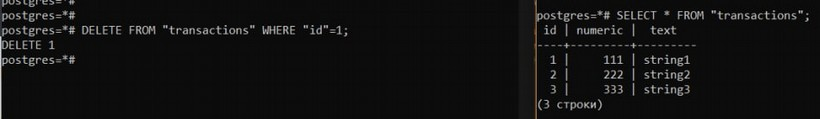 postgres=*#
postgres=*#
postgres=*# DELETE FROM "transactions" WHERE "id"=1;
DELETE 1
postgres=*#
postgres=*# SELECT * FROM "transactions";
id | numeric | text
----+---------+---------
1 | 111 | string1
2 | 222 | string2
3 | 333 | string3
(3 строки)